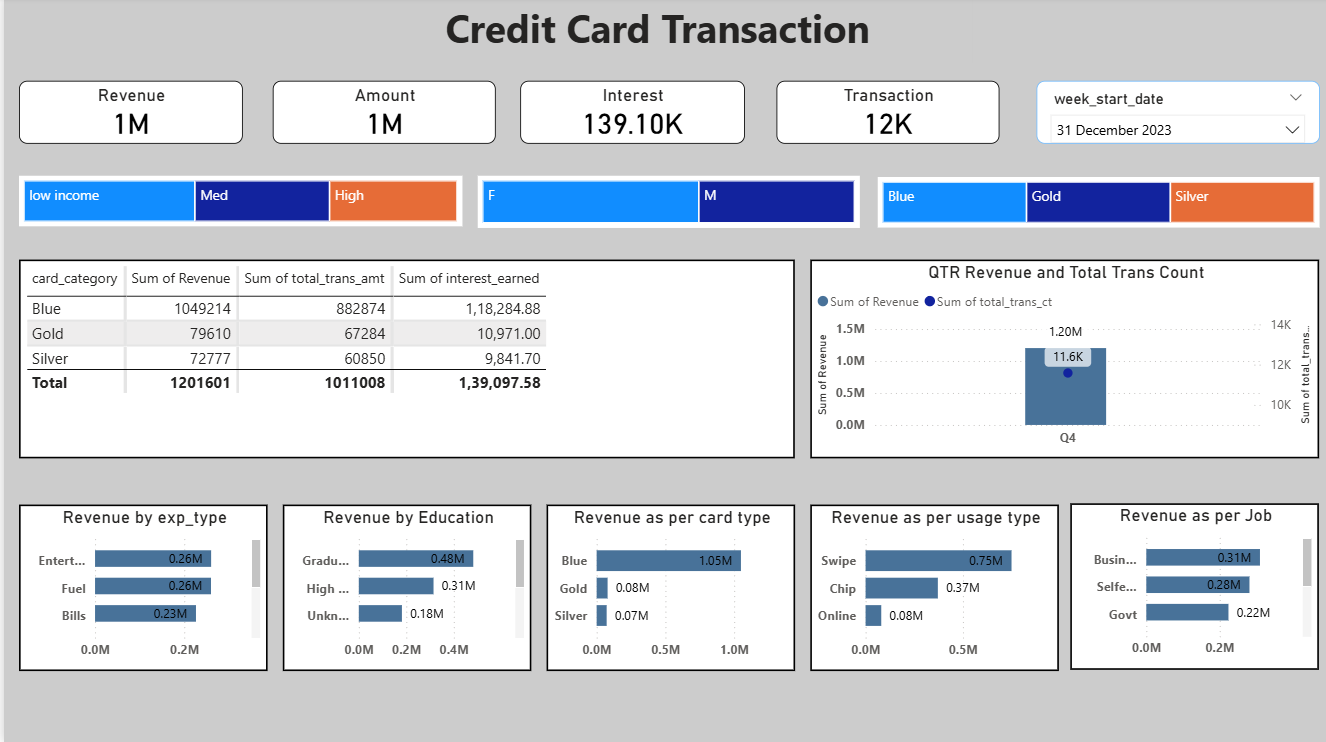 Credit Card Transaction
Revenue
1M
Amount
1M
Interest
139.10K
Transaction
12K
week_start_date
31 December 2023
low income Med High
F M
Blue Gold Silver
card_category Sum of Revenue Sum of total_trans_amt Sum of interest_earned
Blue 1049214 882874 1,18,284.88
Gold 79610 67284 10,971.00
Silver 72777 60850 9,841.70
Total 1201601 1011008 1,39,097.58
QTR Revenue and Total Trans Count
Sum of Revenue Sum of total_trans_ct
Sum of Revenue
1.5M
1.0M
0.5M
0.0M
1.20M
11.6K
Q4
14K
12K
10K
Sum of total_trans...
Revenue by exp_type
Entert... 0.26M
Fuel 0.26M
Bills 0.23M
0.0M 0.2M
Revenue by Education
Gradu... 0.48M
High ... 0.31M
Unkn... 0.18M
0.0M 0.2M 0.4M
Revenue as per card type
Blue 1.05M
Gold 0.08M
Silver 0.07M
0.0M 0.5M 1.0M
Revenue as per usage type
Swipe 0.75M
Chip 0.37M
Online 0.08M
0.0M 0.5M
Revenue as per Job
Busin... 0.31M
Selfe... 0.28M
Govt 0.22M
0.0M 0.2M